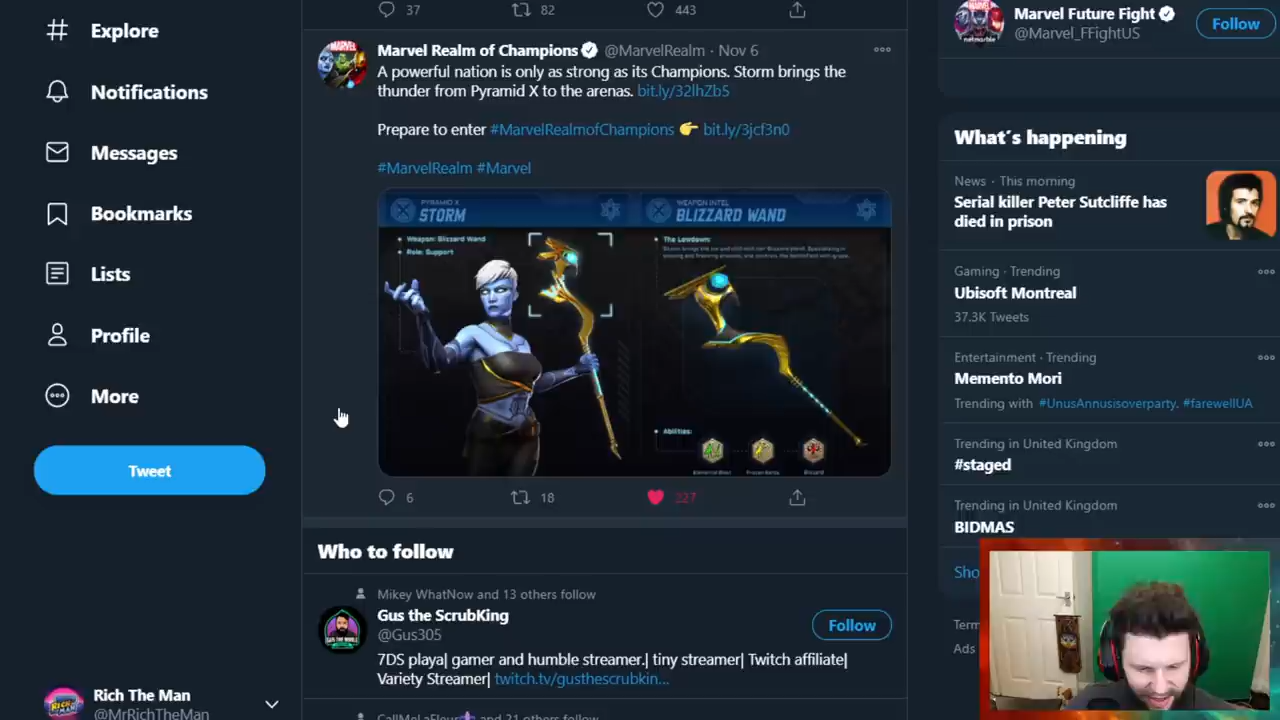 Explore
Notifications
Messages
Bookmarks
Lists
Profile
More
Tweet
Rich The Man
@MrRichTheMan
37 82 443
Marvel Realm of Champions @MarvelRealm · Nov 6
A powerful nation is only as strong as its Champions. Storm brings the
thunder from Pyramid X to the arenas. bit.ly/32lhZb5
Prepare to enter #MarvelRealmofChampions 👉 bit.ly/3jcf3n0
#MarvelRealm #Marvel
PYRAMID X
STORM
Weapon: Blizzard Wand
Role: Support
WEAPON INTEL
BLIZZARD WAND
The Lowdown:
Abilities:
Blizzard
6 18 227
Who to follow
Mikey WhatNow and 13 others follow
Gus the ScrubKing
@Gus305
Follow
7DS playa| gamer and humble streamer.| tiny streamer| Twitch affiliate|
Variety Streamer| twitch.tv/gusthescrubkin...
and 21 others follow
MARVEL
Marvel Future Fight
@Marvel_FFightUS
Follow
What´s happening
News · This morning
Serial killer Peter Sutcliffe has
died in prison
Gaming · Trending
Ubisoft Montreal
37.3K Tweets
Entertainment · Trending
Memento Mori
Trending with #UnusAnnusisoverparty. #farewellUA
Trending in United Kingdom
#staged
Trending in United Kingdom
BIDMAS
Sho
Term
Ads